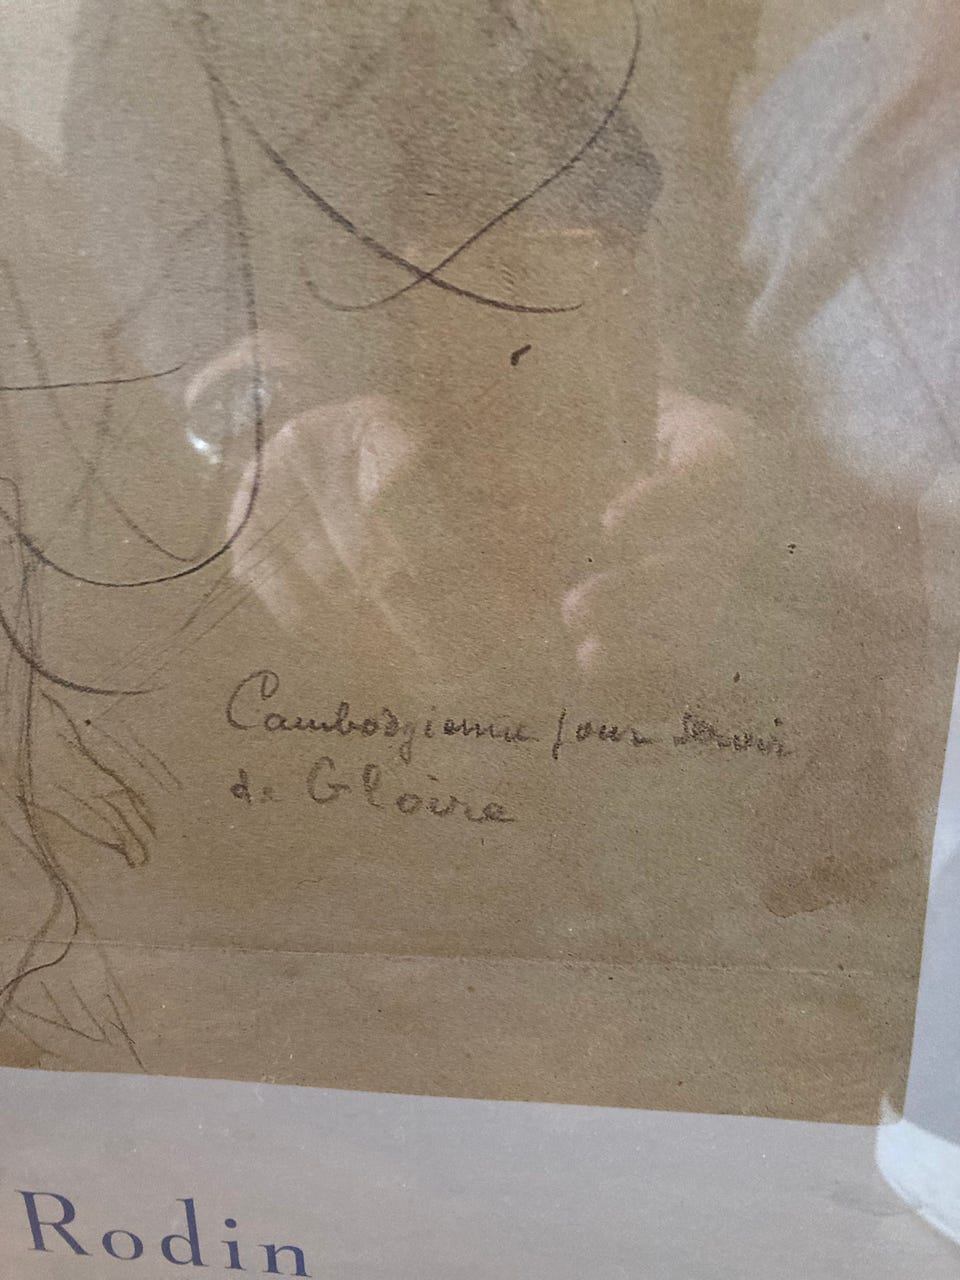 Cambodgienne pour servir
de Gloire
Rodin